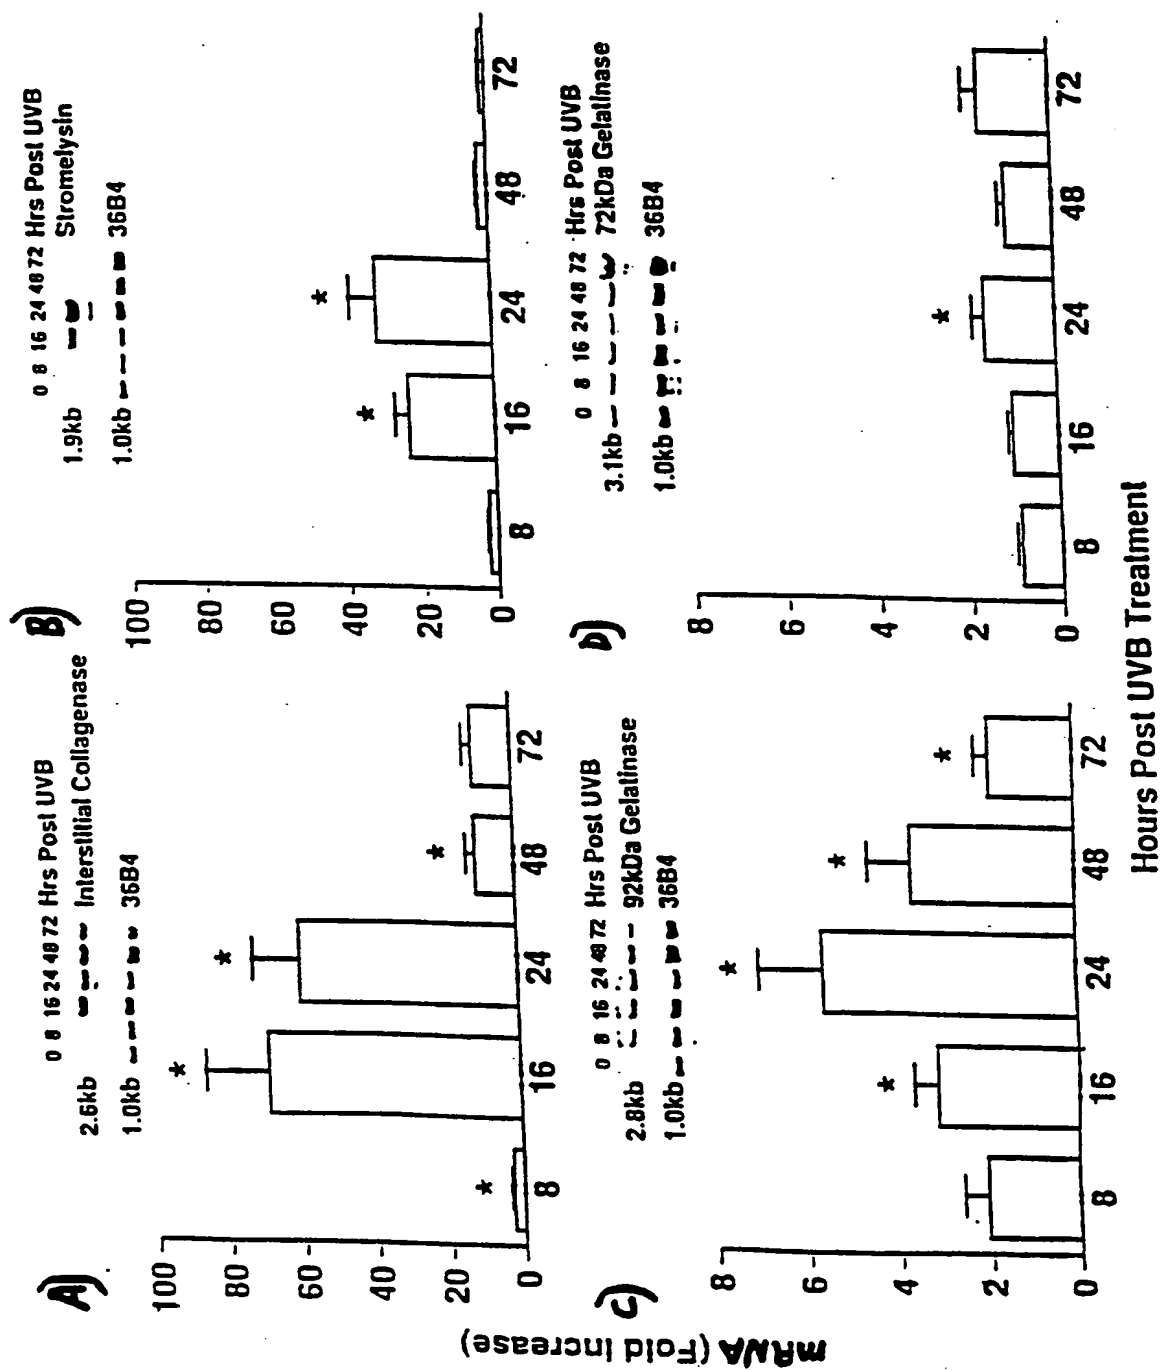 A)
0 8 16 24 48 72 Hrs Post UVB
2.6kb Interstitial Collagenase
1.0kb 36B4
100
80
60
40
20
0
* * * *
8 16 24 48 72
B)
0 8 16 24 48 72 Hrs Post UVB
1.9kb Stromelysin
1.0kb 36B4
100
80
60
40
20
0
* *
8 16 24 48 72
C)
0 8 16 24 48 72 Hrs Post UVB
2.8kb 92kDa Gelatinase
1.0kb 36B4
8
6
4
2
0
* * * *
8 16 24 48 72
D)
0 8 16 24 48 72 Hrs Post UVB
3.1kb 72kDa Gelatinase
1.0kb 36B4
8
6
4
2
0
*
8 16 24 48 72
mRNA (Fold Increase)
Hours Post UVB Treatment